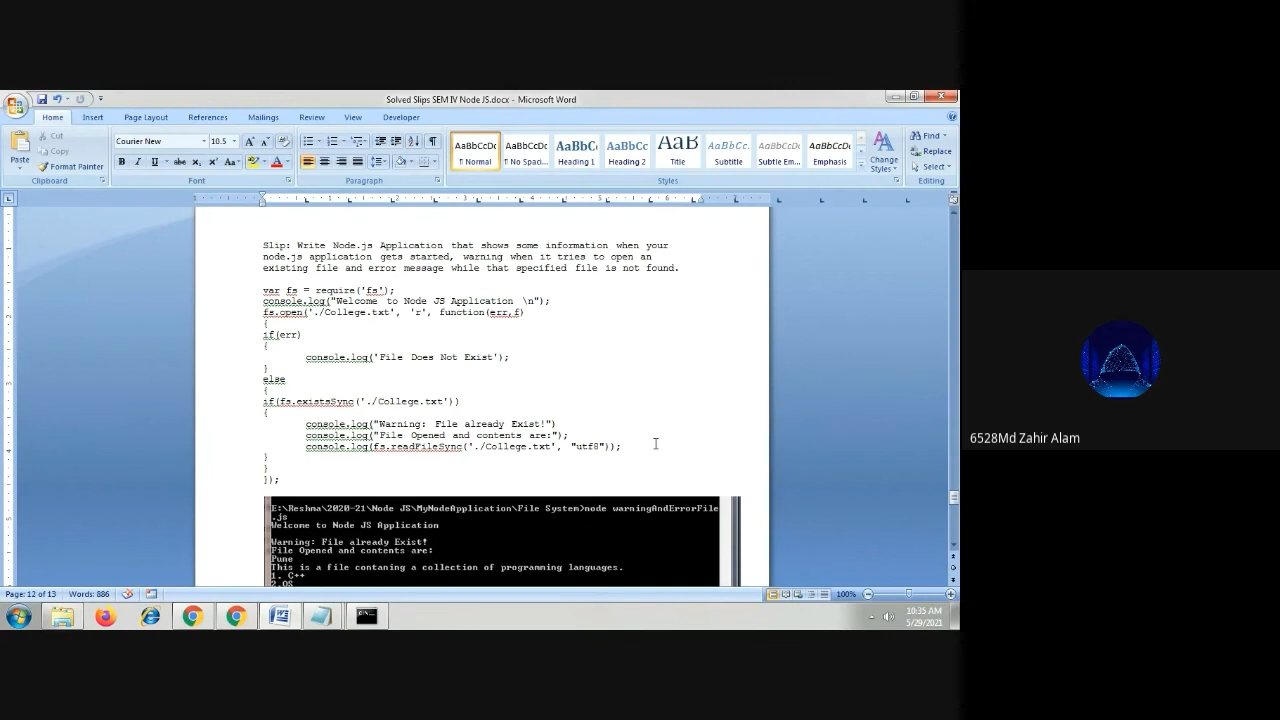 Solved Slips SEM IV Node JS.docx - Microsoft Word
Home Insert Page Layout References Mailings Review View Developer
Paste
Cut
Copy
Format Painter
Clipboard
Courier New 10.5
Font
Paragraph
AaBbCcDc AaBbCcDc AaBbC AaBbCc AaB AaBbCc. AaBbCcDc AaBbCcDc
¶ Normal ¶ No Spaci... Heading 1 Heading 2 Title Subtitle Subtle Em... Emphasis
Change Styles
Styles
Find
Replace
Select
Editing
Slip: Write Node.js Application that shows some information when your
node.js application gets started, warning when it tries to open an
existing file and error message while that specified file is not found.
var fs = require('fs');
console.log("Welcome to Node JS Application \n");
fs.open('./College.txt', 'r', function(err,f)
{
if(err)
{
console.log('File Does Not Exist');
}
else
{
if(fs.existsSync('./College.txt'))
{
console.log("Warning: File already Exist!")
console.log("File Opened and contents are:");
console.log(fs.readFileSync('./College.txt', "utf8"));
}
}
});
E:\Reshma\2020-21\Node JS\MyNodeApplication\File System>node warningAndErrorFile
.js
Welcome to Node JS Application
Warning: File already Exist!
File Opened and contents are:
Pune
This is a file contaning a collection of programming languages.
1. C++
2.OS
Page: 12 of 13 Words: 886 100%
10:35 AM
5/29/2021
6528Md Zahir Alam